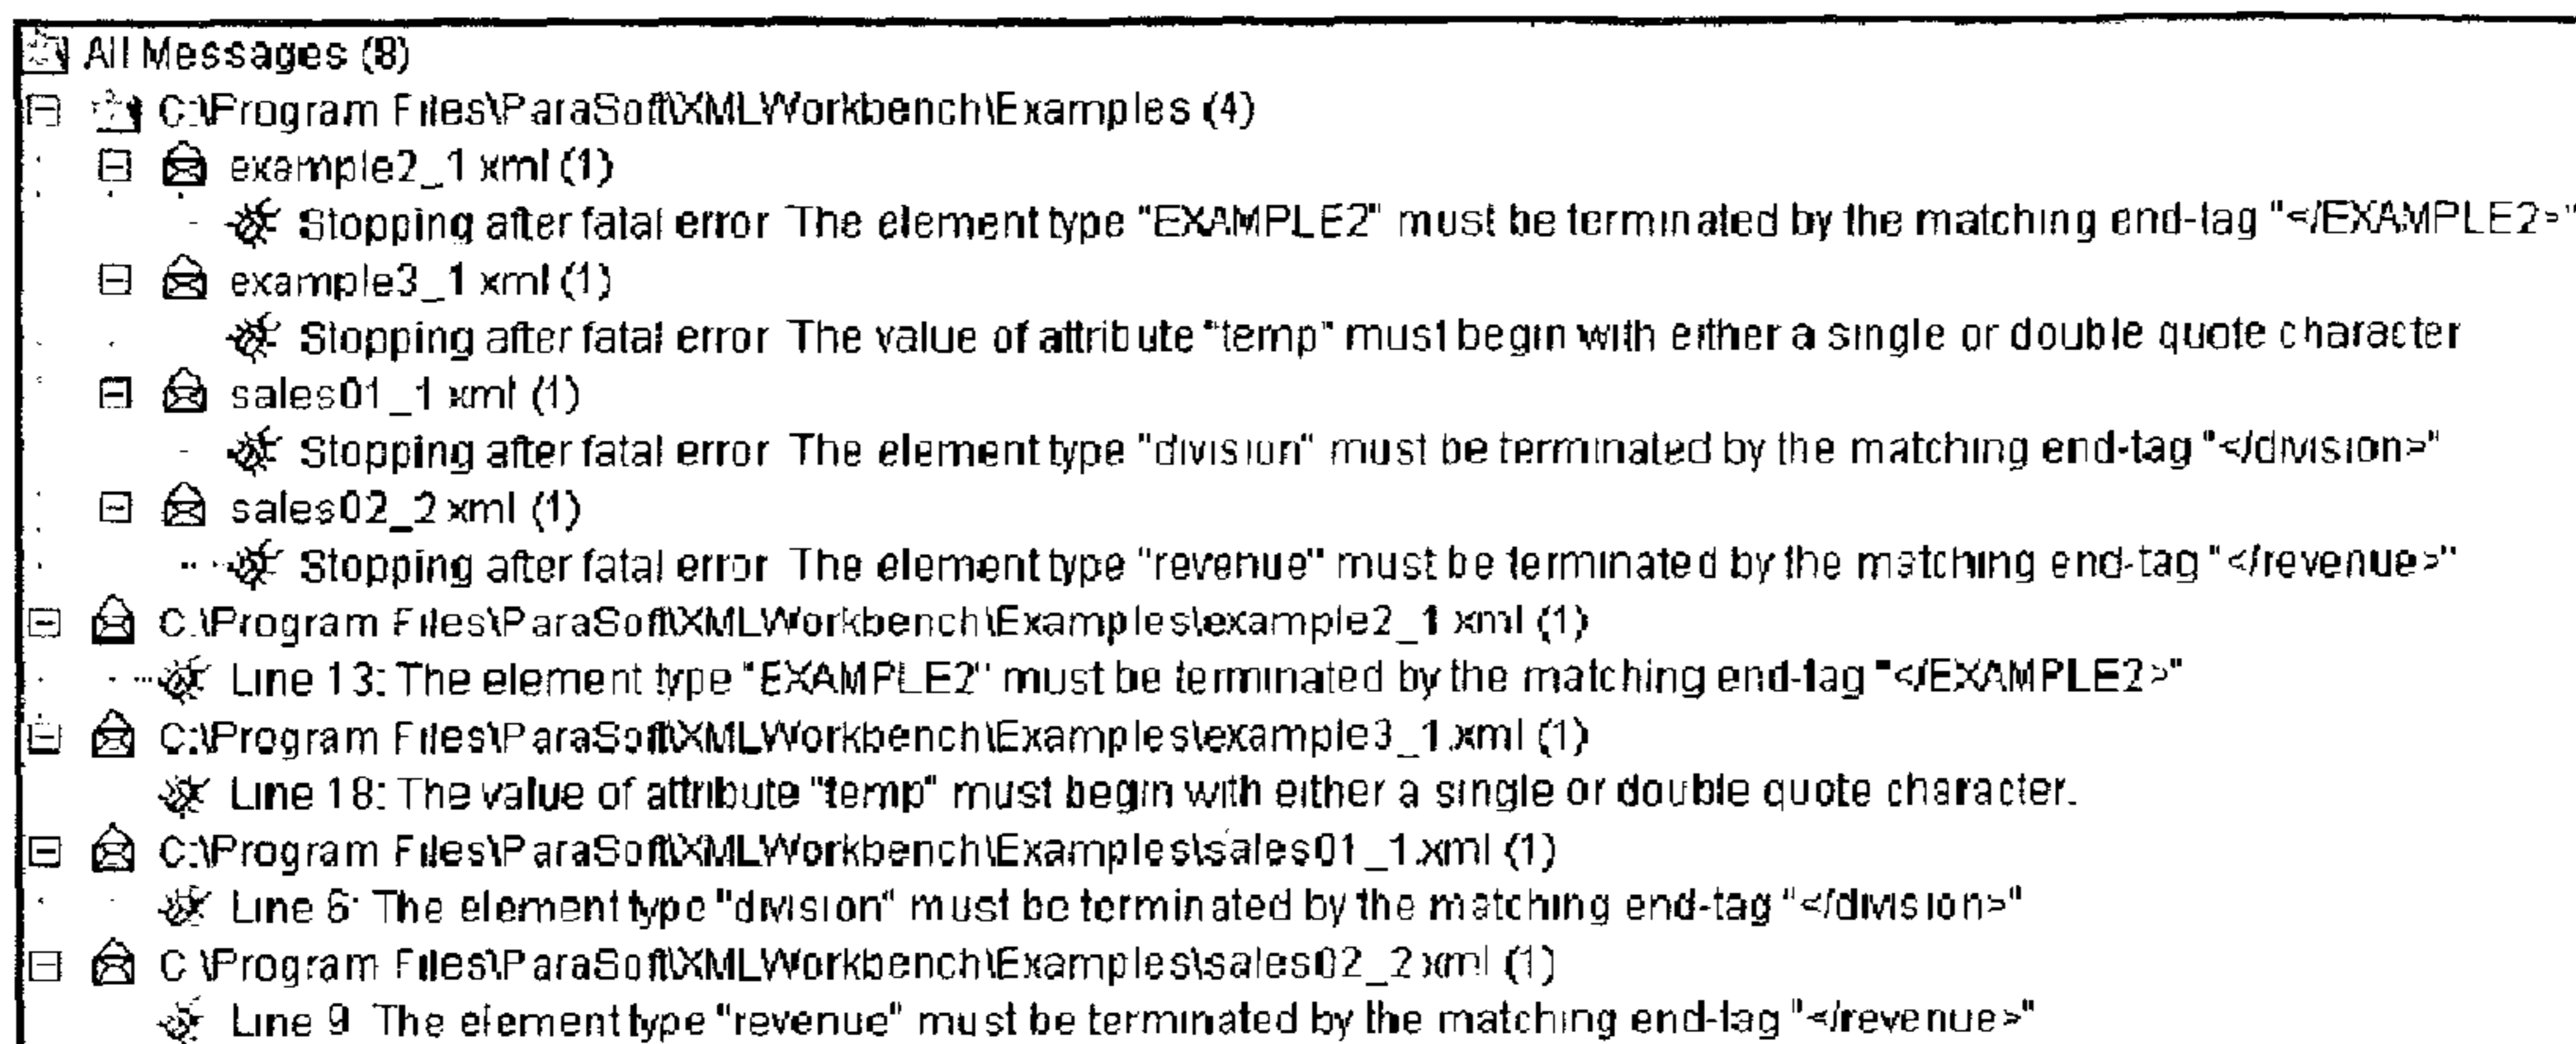 All Messages (8)
C:\Program Files\ParaSoft\XMLWorkbench\Examples (4)
example2_1 xml (1)
Stopping after fatal error The element type "EXAMPLE2" must be terminated by the matching end-tag "</EXAMPLE2>"
example3_1 xml (1)
Stopping after fatal error The value of attribute "temp" must begin with either a single or double quote character
sales01_1 xml (1)
Stopping after fatal error The element type "division" must be terminated by the matching end-tag "</division>"
sales02_2 xml (1)
Stopping after fatal error The element type "revenue" must be terminated by the matching end-tag "</revenue>"
C:\Program Files\ParaSoft\XMLWorkbench\Examples\example2_1 xml (1)
Line 13: The element type "EXAMPLE2" must be terminated by the matching end-tag "</EXAMPLE2>"
C:\Program Files\ParaSoft\XMLWorkbench\Examples\example3_1.xml (1)
Line 18: The value of attribute "temp" must begin with either a single or double quote character.
C:\Program Files\ParaSoft\XMLWorkbench\Examples\sales01_1.xml (1)
Line 6: The element type "division" must be terminated by the matching end-tag "</division>"
C \Program Files\ParaSoft\XMLWorkbench\Examples\sales02_2 xml (1)
Line 9 The element type "revenue" must be terminated by the matching end-tag "</revenue>"